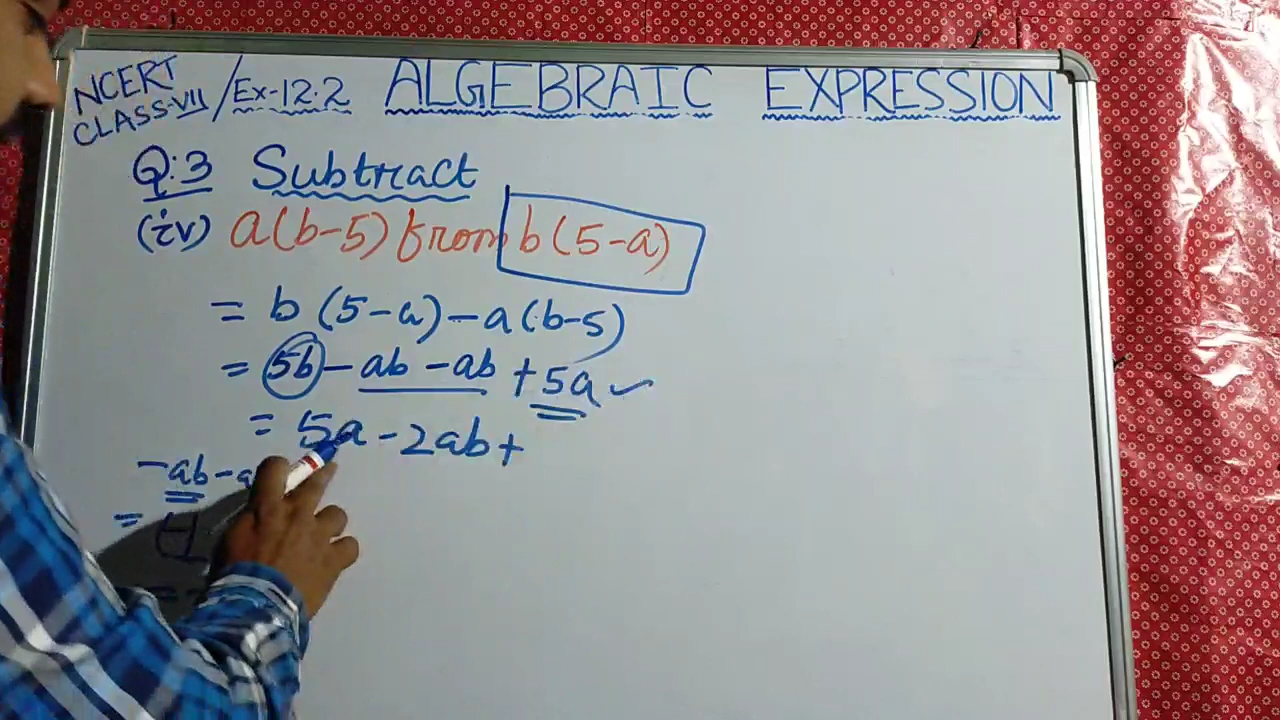 NCERT
CLASS-VII / Ex-12.2 ALGEBRAIC EXPRESSION
Q:3 Subtract
(iv) a(b-5) from b(5-a)
= b(5-a)-a(b-5)
= 5b-ab-ab+5a
= 5a-2ab+
-ab-a
=